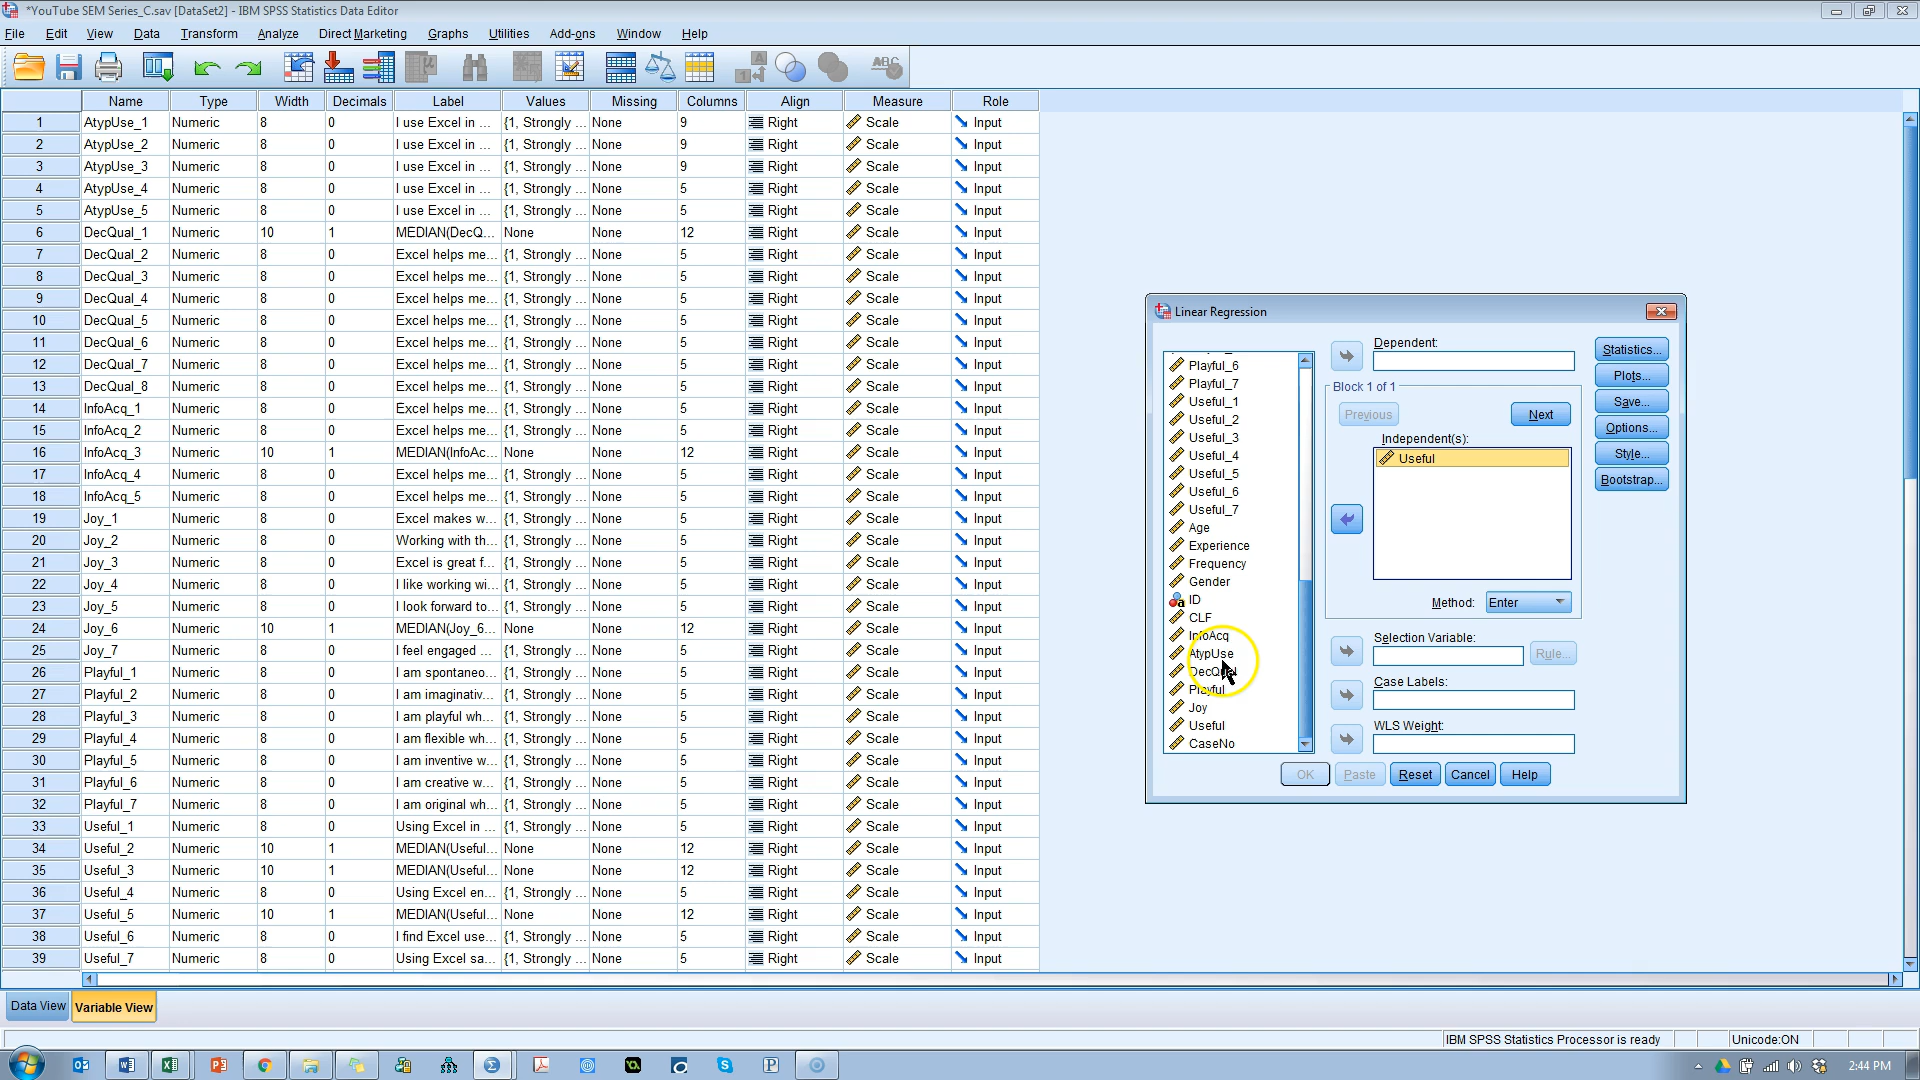 *YouTube SEM Series_C.sav [DataSet2] - IBM SPSS Statistics Data Editor
File Edit View Data Transform Analyze Direct Marketing Graphs Utilities Add-ons Window Help
Name Type Width Decimals Label Values Missing Columns Align Measure Role
1 AtypUse_1 Numeric 8 0 I use Excel in ... {1, Strongly ... None 9 Right Scale Input
2 AtypUse_2 Numeric 8 0 I use Excel in ... {1, Strongly ... None 9 Right Scale Input
3 AtypUse_3 Numeric 8 0 I use Excel in ... {1, Strongly ... None 9 Right Scale Input
4 AtypUse_4 Numeric 8 0 I use Excel in ... {1, Strongly ... None 5 Right Scale Input
5 AtypUse_5 Numeric 8 0 I use Excel in ... {1, Strongly ... None 5 Right Scale Input
6 DecQual_1 Numeric 10 1 MEDIAN(DecQ... None None 12 Right Scale Input
7 DecQual_2 Numeric 8 0 Excel helps me... {1, Strongly ... None 5 Right Scale Input
8 DecQual_3 Numeric 8 0 Excel helps me... {1, Strongly ... None 5 Right Scale Input
9 DecQual_4 Numeric 8 0 Excel helps me... {1, Strongly ... None 5 Right Scale Input
10 DecQual_5 Numeric 8 0 Excel helps me... {1, Strongly ... None 5 Right Scale Input
11 DecQual_6 Numeric 8 0 Excel helps me... {1, Strongly ... None 5 Right Scale Input
12 DecQual_7 Numeric 8 0 Excel helps me... {1, Strongly ... None 5 Right Scale Input
13 DecQual_8 Numeric 8 0 Excel helps me... {1, Strongly ... None 5 Right Scale Input
14 InfoAcq_1 Numeric 8 0 Excel helps me... {1, Strongly ... None 5 Right Scale Input
15 InfoAcq_2 Numeric 8 0 Excel helps me... {1, Strongly ... None 5 Right Scale Input
16 InfoAcq_3 Numeric 10 1 MEDIAN(InfoAc... None None 12 Right Scale Input
17 InfoAcq_4 Numeric 8 0 Excel helps me... {1, Strongly ... None 5 Right Scale Input
18 InfoAcq_5 Numeric 8 0 Excel helps me... {1, Strongly ... None 5 Right Scale Input
19 Joy_1 Numeric 8 0 Excel makes w... {1, Strongly ... None 5 Right Scale Input
20 Joy_2 Numeric 8 0 Working with th... {1, Strongly ... None 5 Right Scale Input
21 Joy_3 Numeric 8 0 Excel is great f... {1, Strongly ... None 5 Right Scale Input
22 Joy_4 Numeric 8 0 I like working wi... {1, Strongly ... None 5 Right Scale Input
23 Joy_5 Numeric 8 0 I look forward to... {1, Strongly ... None 5 Right Scale Input
24 Joy_6 Numeric 10 1 MEDIAN(Joy_6... None None 12 Right Scale Input
25 Joy_7 Numeric 8 0 I feel engaged ... {1, Strongly ... None 5 Right Scale Input
26 Playful_1 Numeric 8 0 I am spontaneo... {1, Strongly ... None 5 Right Scale Input
27 Playful_2 Numeric 8 0 I am imaginativ... {1, Strongly ... None 5 Right Scale Input
28 Playful_3 Numeric 8 0 I am playful wh... {1, Strongly ... None 5 Right Scale Input
29 Playful_4 Numeric 8 0 I am flexible wh... {1, Strongly ... None 5 Right Scale Input
30 Playful_5 Numeric 8 0 I am inventive w... {1, Strongly ... None 5 Right Scale Input
31 Playful_6 Numeric 8 0 I am creative w... {1, Strongly ... None 5 Right Scale Input
32 Playful_7 Numeric 8 0 I am original wh... {1, Strongly ... None 5 Right Scale Input
33 Useful_1 Numeric 8 0 Using Excel in ... {1, Strongly ... None 5 Right Scale Input
34 Useful_2 Numeric 10 1 MEDIAN(Useful... None None 12 Right Scale Input
35 Useful_3 Numeric 10 1 MEDIAN(Useful... None None 12 Right Scale Input
36 Useful_4 Numeric 8 0 Using Excel en... {1, Strongly ... None 5 Right Scale Input
37 Useful_5 Numeric 10 1 MEDIAN(Useful... None None 12 Right Scale Input
38 Useful_6 Numeric 8 0 I find Excel use... {1, Strongly ... None 5 Right Scale Input
39 Useful_7 Numeric 8 0 Using Excel sa... {1, Strongly ... None 5 Right Scale Input
Linear Regression
Playful_6
Playful_7
Useful_1
Useful_2
Useful_3
Useful_4
Useful_5
Useful_6
Useful_7
Age
Experience
Frequency
Gender
ID
CLF
InfoAcq
AtypUse
DecQual
Playful
Joy
Useful
CaseNo
Dependent:
Block 1 of 1
Previous Next
Independent(s):
Useful
Method: Enter
Selection Variable:
Rule...
Case Labels:
WLS Weight:
Statistics...
Plots...
Save...
Options...
Style...
Bootstrap...
OK Paste Reset Cancel Help
Data View Variable View
IBM SPSS Statistics Processor is ready Unicode:ON
2:44 PM